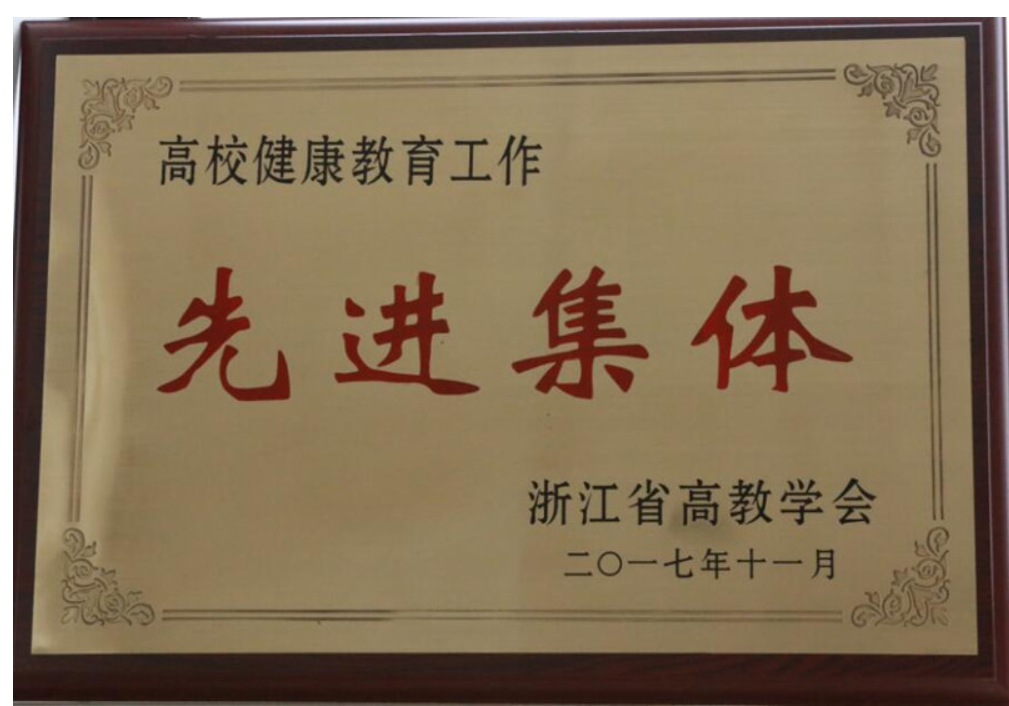 高校健康教育工作
先进集体
浙江省高教学会
二〇一七年十一月